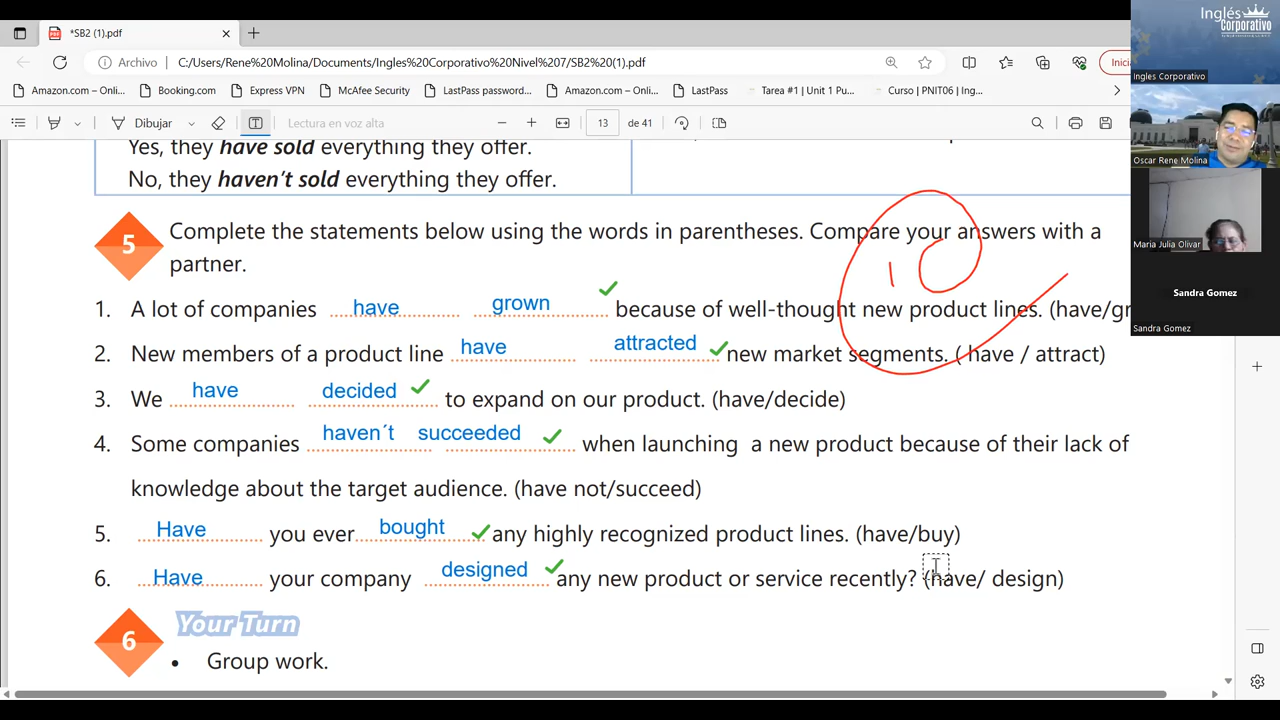 *SB2 (1).pdf
Archivo C:/Users/Rene%20Molina/Documents/Ingles%20Corporativo%20Nivel%207/SB2%20(1).pdf Inicia
Amazon.com – Onli... Booking.com Express VPN McAfee Security LastPass password... Amazon.com – Onli... LastPass Tarea #1 | Unit 1 Pu... Curso | PNIT06 | Ing...
Dibujar Lectura en voz alta 13 de 41
Yes, they have sold everything they offer.
No, they haven't sold everything they offer.
5 Complete the statements below using the words in parentheses. Compare your answers with a
partner.
10
1. A lot of companies have grown because of well-thought new product lines. (have/gr
2. New members of a product line have attracted new market segments. ( have / attract)
3. We have decided to expand on our product. (have/decide)
4. Some companies haven´t succeeded when launching a new product because of their lack of
knowledge about the target audience. (have not/succeed)
5. Have you ever bought any highly recognized product lines. (have/buy)
6. Have your company designed any new product or service recently? (have/ design)
6 Your Turn
• Group work.
Inglés
Corporativo
Ingles Corporativo
Oscar Rene Molina
Maria Julia Olivar
Sandra Gomez
Sandra Gomez